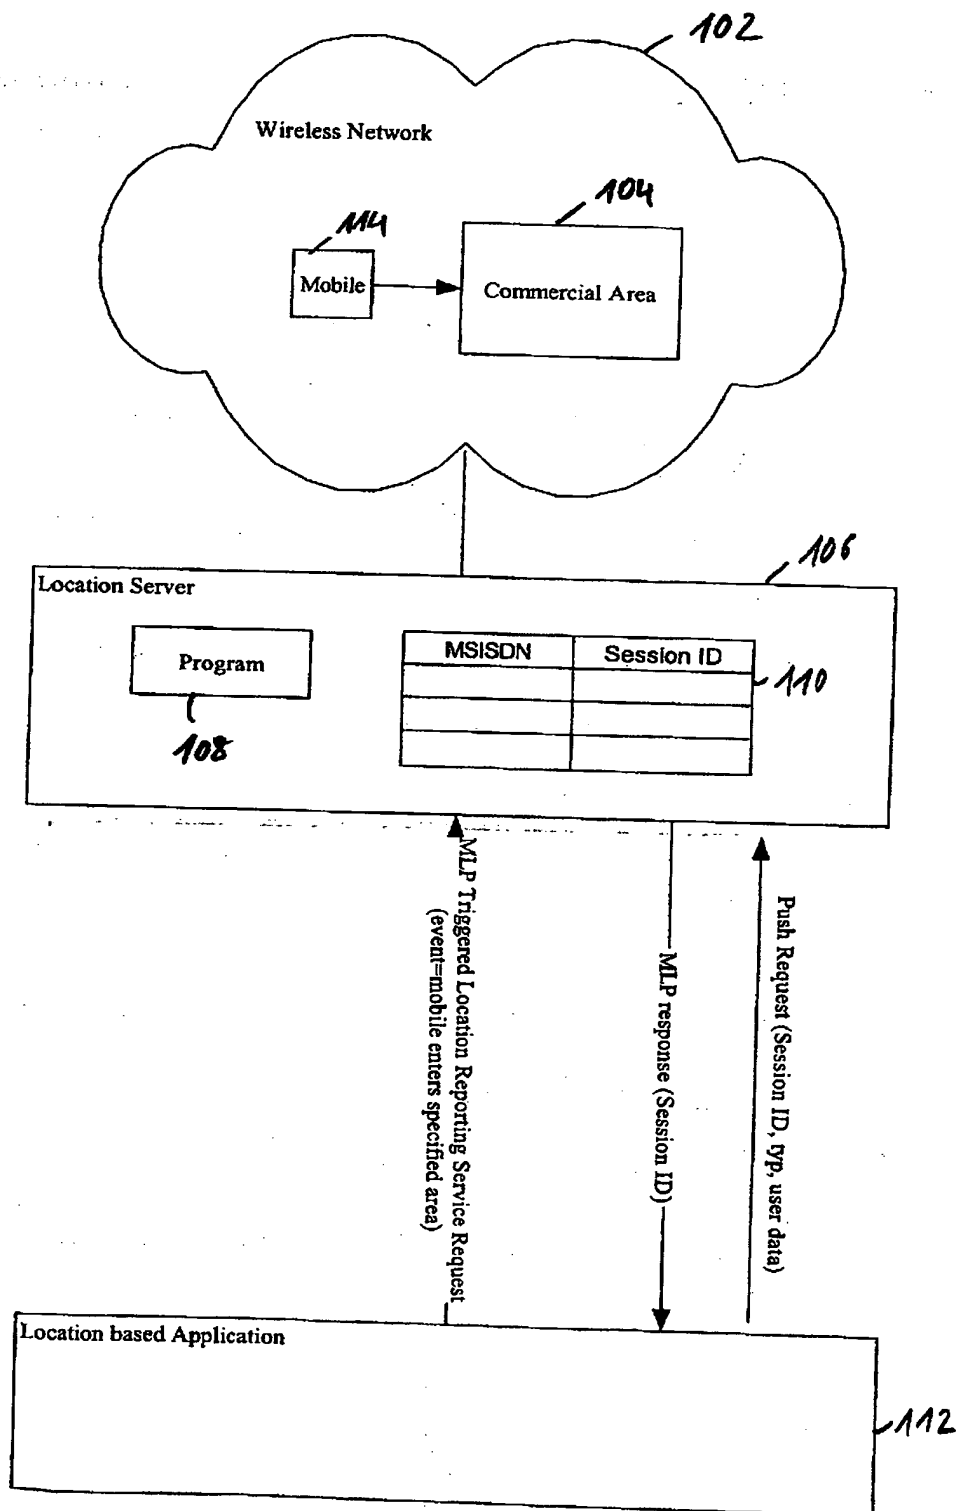 102
Wireless Network
114
104
Mobile
Commercial Area
106
Location Server
Program
MSISDN Session ID
110
108
MLP Triggered Location Reporting Service Request
(event=mobile enters specified area)
MLP response (Session ID)
Push Request (Session ID, typ, user data)
Location based Application
112